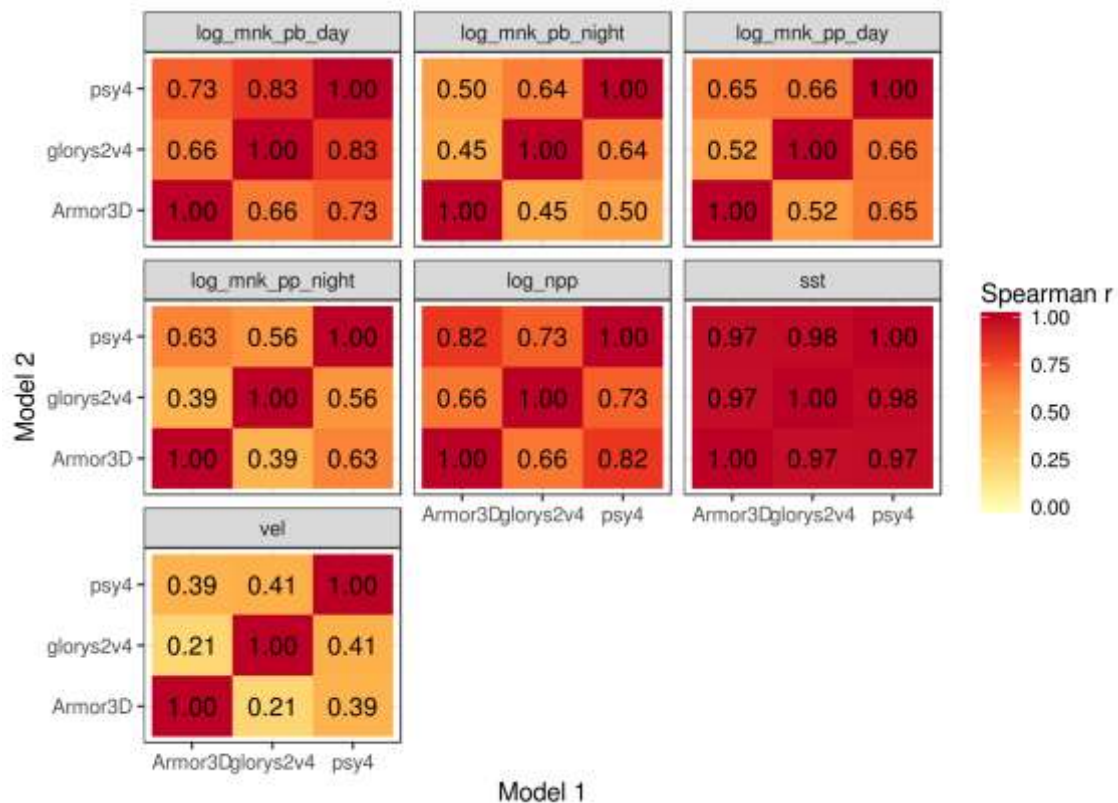 log_mnk_pb_day log_mnk_pb_night log_mnk_pp_day
psy4 0.73 0.83 1.00 0.50 0.64 1.00 0.65 0.66 1.00
glorys2v4 0.66 1.00 0.83 0.45 1.00 0.64 0.52 1.00 0.66
Armor3D 1.00 0.66 0.73 1.00 0.45 0.50 1.00 0.52 0.65
log_mnk_pp_night log_npp sst
psy4 0.63 0.56 1.00 0.82 0.73 1.00 0.97 0.98 1.00
glorys2v4 0.39 1.00 0.56 0.66 1.00 0.73 0.97 1.00 0.98
Armor3D 1.00 0.39 0.63 1.00 0.66 0.82 1.00 0.97 0.97
Armor3D glorys2v4 psy4 Armor3D glorys2v4 psy4
vel
psy4 0.39 0.41 1.00
glorys2v4 0.21 1.00 0.41
Armor3D 1.00 0.21 0.39
Armor3D glorys2v4 psy4
Model 1
Model 2
Spearman r
1.00
0.75
0.50
0.25
0.00